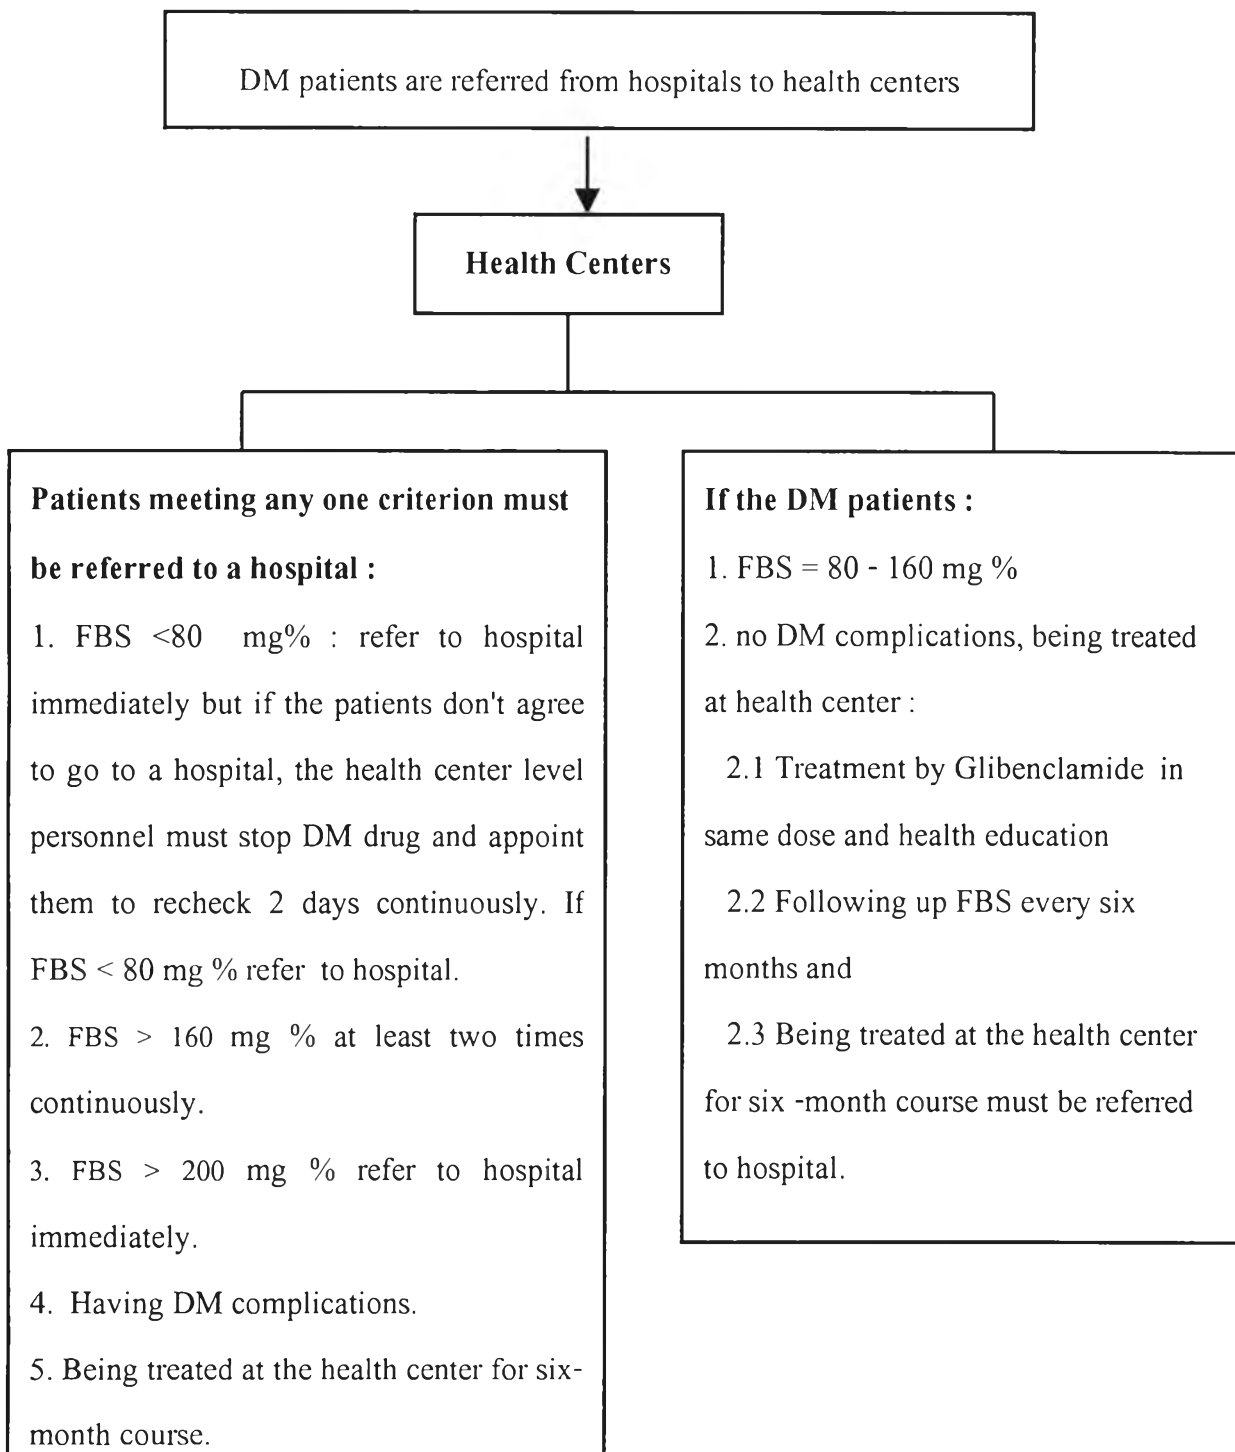 DM patients are referred from hospitals to health centers
Health Centers
Patients meeting any one criterion must
be referred to a hospital :
1. FBS <80 mg% : refer to hospital
immediately but if the patients don't agree
to go to a hospital, the health center level
personnel must stop DM drug and appoint
them to recheck 2 days continuously. If
FBS < 80 mg % refer to hospital.
2. FBS > 160 mg % at least two times
continuously.
3. FBS > 200 mg % refer to hospital
immediately.
4. Having DM complications.
5. Being treated at the health center for six-
month course.
If the DM patients :
1. FBS = 80 - 160 mg %
2. no DM complications, being treated
at health center :
2.1 Treatment by Glibenclamide in
same dose and health education
2.2 Following up FBS every six
months and
2.3 Being treated at the health center
for six -month course must be referred
to hospital.